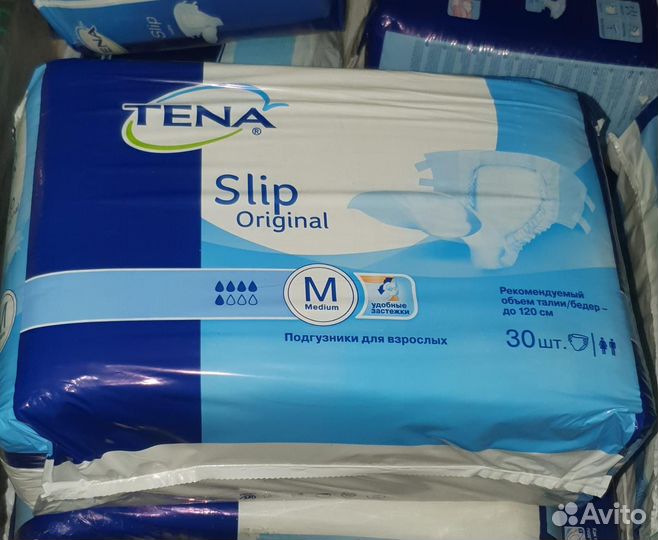 Slip
TENA®
Slip
Original
M
Medium
удобные
застежки
Рекомендуемый
объем талии/бедер –
до 120 см
Подгузники для взрослых
30 шт.
Avito